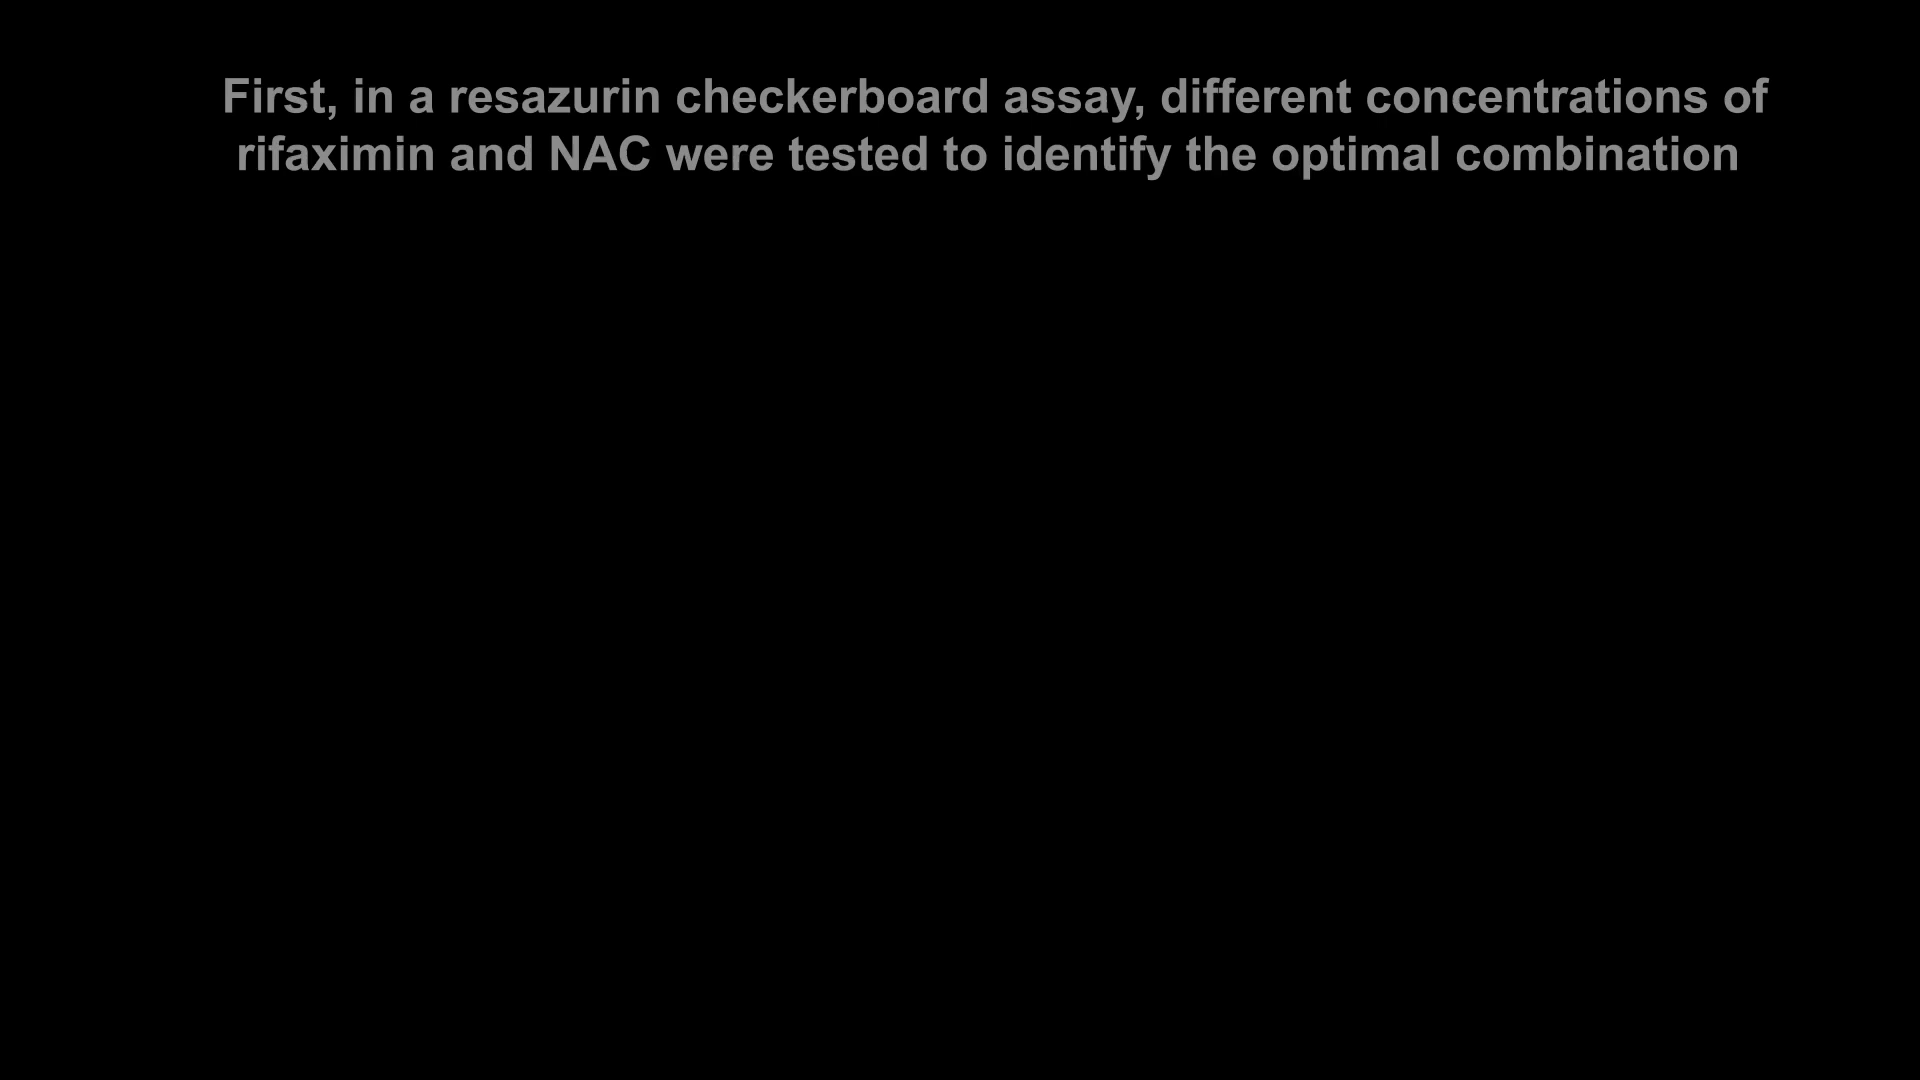 First, in a resazurin checkerboard assay, different concentrations of
rifaximin and NAC were tested to identify the optimal combination